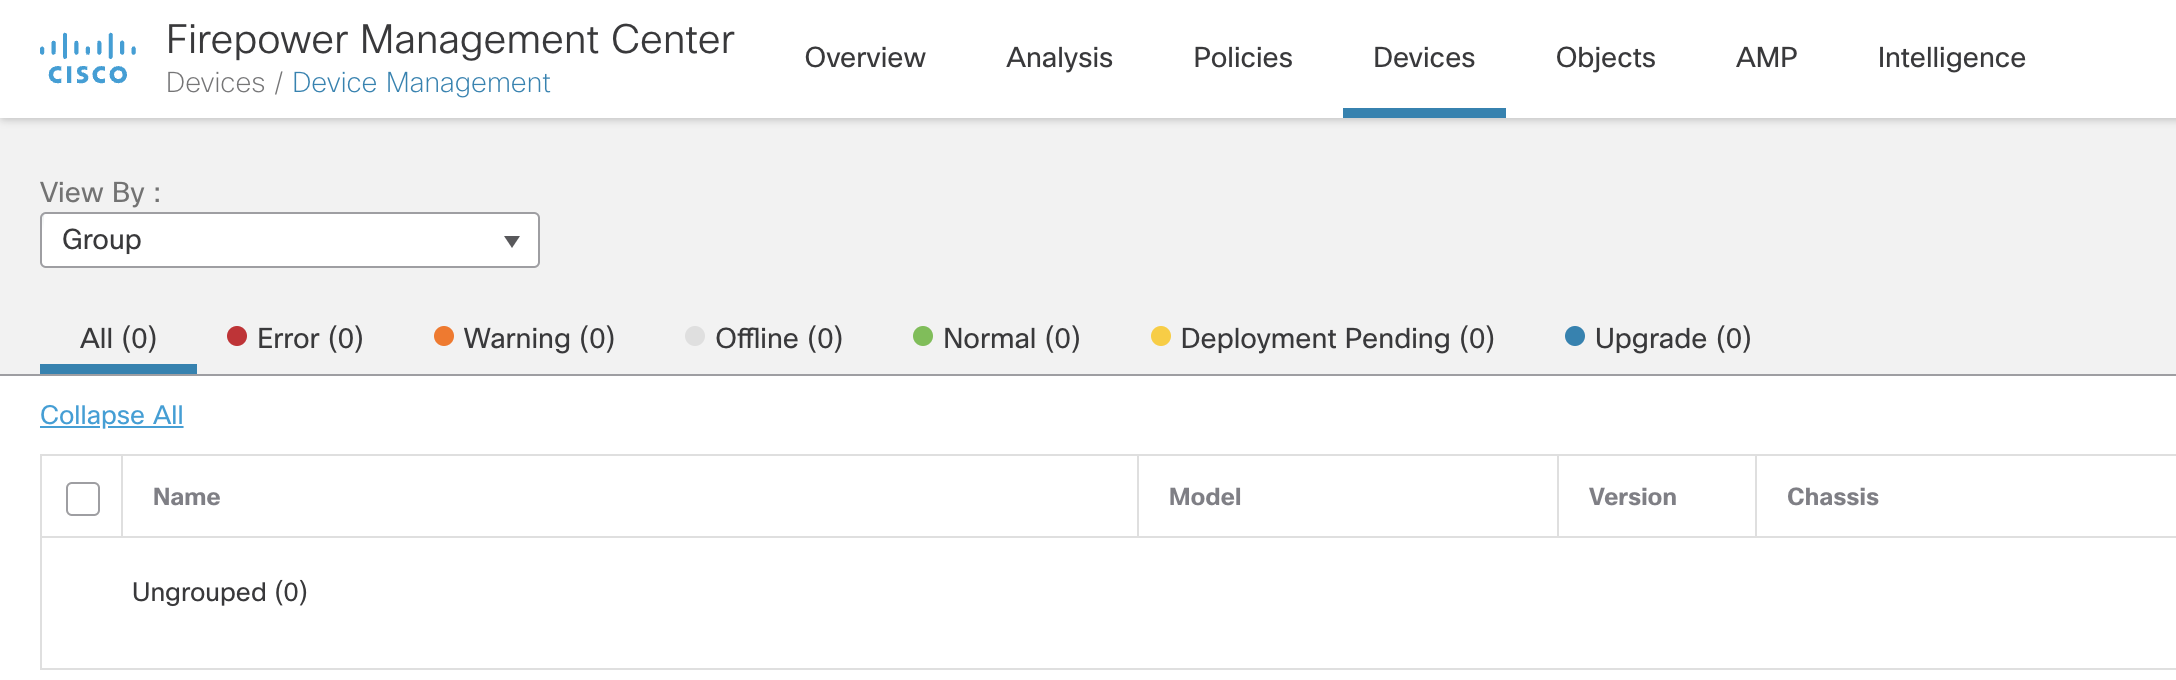 CISCO
Firepower Management Center
Devices / Device Management
Overview
Analysis
Policies
Devices
Objects
AMP
Intelligence
View By :
Group
All (0)
Error (0)
Warning (0)
Offline (0)
Normal (0)
Deployment Pending (0)
Upgrade (0)
Collapse All
Name
Model
Version
Chassis
Ungrouped (0)